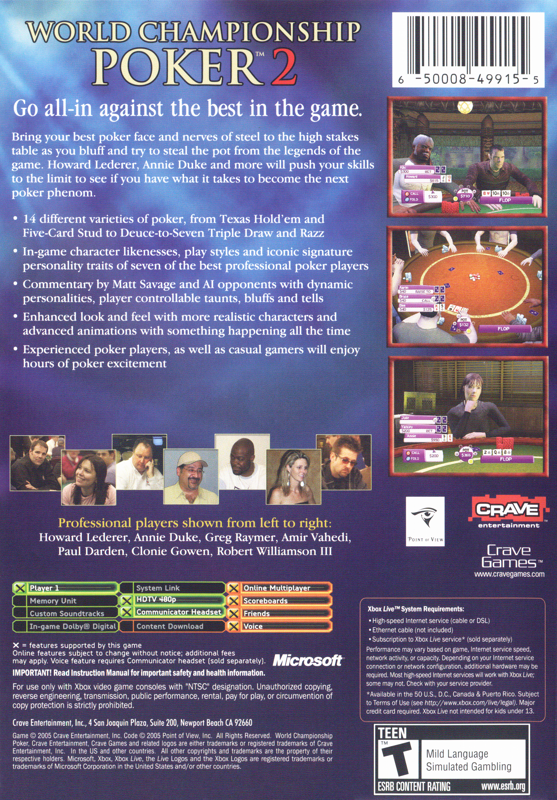 WORLD CHAMPIONSHIP
POKER™ 2
6 50008-49915 5
Go all-in against the best in the game.
Bring your best poker face and nerves of steel to the high stakes
table as you bluff and try to steal the pot from the legends of the
game. Howard Lederer, Annie Duke and more will push your skills
to the limit to see if you have what it takes to become the next
poker phenom.
• 14 different varieties of poker, from Texas Hold'em and
Five-Card Stud to Deuce-to-Seven Triple Draw and Razz
• In-game character likenesses, play styles and iconic signature
personality traits of seven of the best professional poker players
• Commentary by Matt Savage and AI opponents with dynamic
personalities, player controllable taunts, bluffs and tells
• Enhanced look and feel with more realistic characters and
advanced animations with something happening all the time
• Experienced poker players, as well as casual gamers will enjoy
hours of poker excitement
FLOP
FLOP
FLOP
Professional players shown from left to right:
Howard Lederer, Annie Duke, Greg Raymer, Amir Vahedi,
Paul Darden, Clonie Gowen, Robert Williamson III
POINT OF VIEW
CRAVE
entertainment
Crave
Games™
www.cravegames.com
Player 1
System Link
Online Multiplayer
Memory Unit
HDTV 480p
Scoreboards
Custom Soundtracks
Communicator Headset
Friends
In-game Dolby® Digital
Content Download
Voice
X = features supported by this game
Online features subject to change without notice; additional fees
may apply. Voice feature requires Communicator headset (sold separately).
Microsoft
IMPORTANT! Read Instruction Manual for important safety and health information.
For use only with Xbox video game consoles with "NTSC" designation. Unauthorized copying,
reverse engineering, transmission, public performance, rental, pay for play, or circumvention of
copy protection is strictly prohibited.
Crave Entertainment, Inc., 4 San Joaquin Plaza, Suite 200, Newport Beach CA 92660
Game © 2005 Crave Entertainment, Inc. Code © 2005 Point of View, Inc. All Rights Reserved. World Championship
Poker, Crave Entertainment, Crave Games and related logos are either trademarks or registered trademarks of Crave
Entertainment, Inc. in the US and other countries. All other copyrights and trademarks are the property of their
respective holders. Microsoft, Xbox, Xbox Live, the Live Logos and the Xbox Logos are registered trademarks or
trademarks of Microsoft Corporation in the United States and/or other countries.
Xbox Live™ System Requirements:
• High-speed Internet service (cable or DSL)
• Ethernet cable (not included)
• Subscription to Xbox Live service* (sold separately)
Performance may vary based on game, Internet service speed,
network activity, or capacity. Depending on your Internet service
connection or network configuration, additional hardware may be
required. Most high-speed Internet services will work with Xbox Live;
some may not. Check with your service provider.
*Available in the 50 U.S., D.C., Canada & Puerto Rico. Subject
to Terms of Use (see http://www.xbox.com/live/legal). Major
credit card required. Xbox Live not intended for kids under 13.
TEEN
T
Mild Language
Simulated Gambling
ESRB CONTENT RATING
www.esrb.org